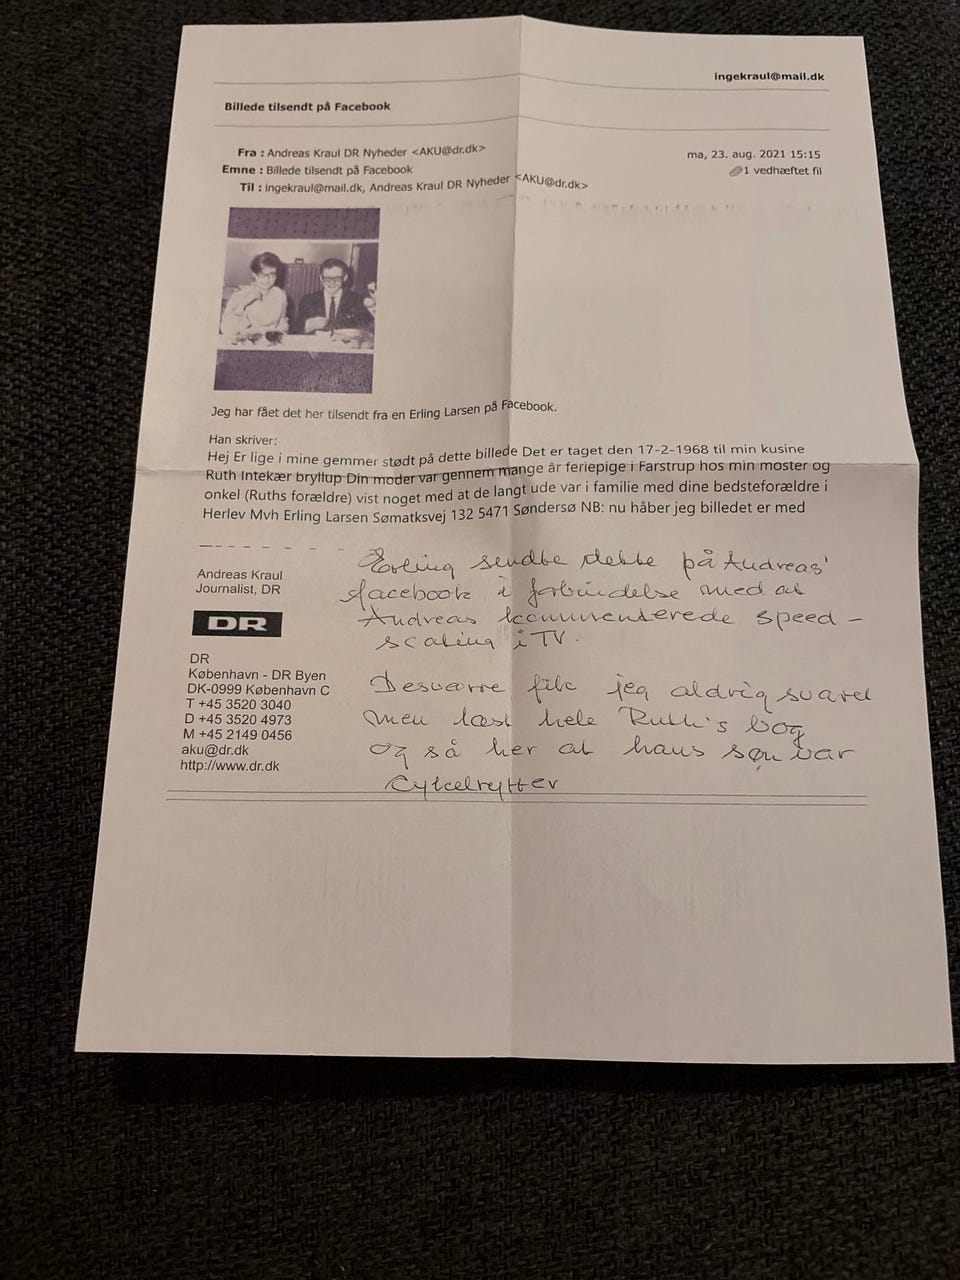 ingekraul@mail.dk
Billede tilsendt på Facebook
Fra : Andreas Kraul DR Nyheder <AKU@dr.dk>
ma, 23. aug. 2021 15:15
Emne : Billede tilsendt på Facebook
1 vedhæftet fil
Til : ingekraul@mail.dk, Andreas Kraul DR Nyheder <AKU@dr.dk>
Jeg har fået det her tilsendt fra en Erling Larsen på Facebook.
Han skriver:
Hej Er lige i mine gemmer stødt på dette billede Det er taget den 17-2-1968 til min kusine
Ruth Intekær bryllup Din moder var gennem mange år feriepige i Farstrup hos min moster og
onkel (Ruths forældre) vist noget med at de langt ude var i familie med dine bedsteforældre i
Herlev Mvh Erling Larsen Sømatksvej 132 5471 Søndersø NB: nu håber jeg billedet er med
Erling sendte dette på Andreas'
facebook i forbindelse med at
Andreas kommenterede speed-
scating i TV.
Desværre fik jeg aldrig svaret
men læst hele Ruth's bog
og så her at hans søn var
Cykelrytter
Andreas Kraul
Journalist, DR
DR
DR
København - DR Byen
DK-0999 København C
T +45 3520 3040
D +45 3520 4973
M +45 2149 0456
aku@dr.dk
http://www.dr.dk